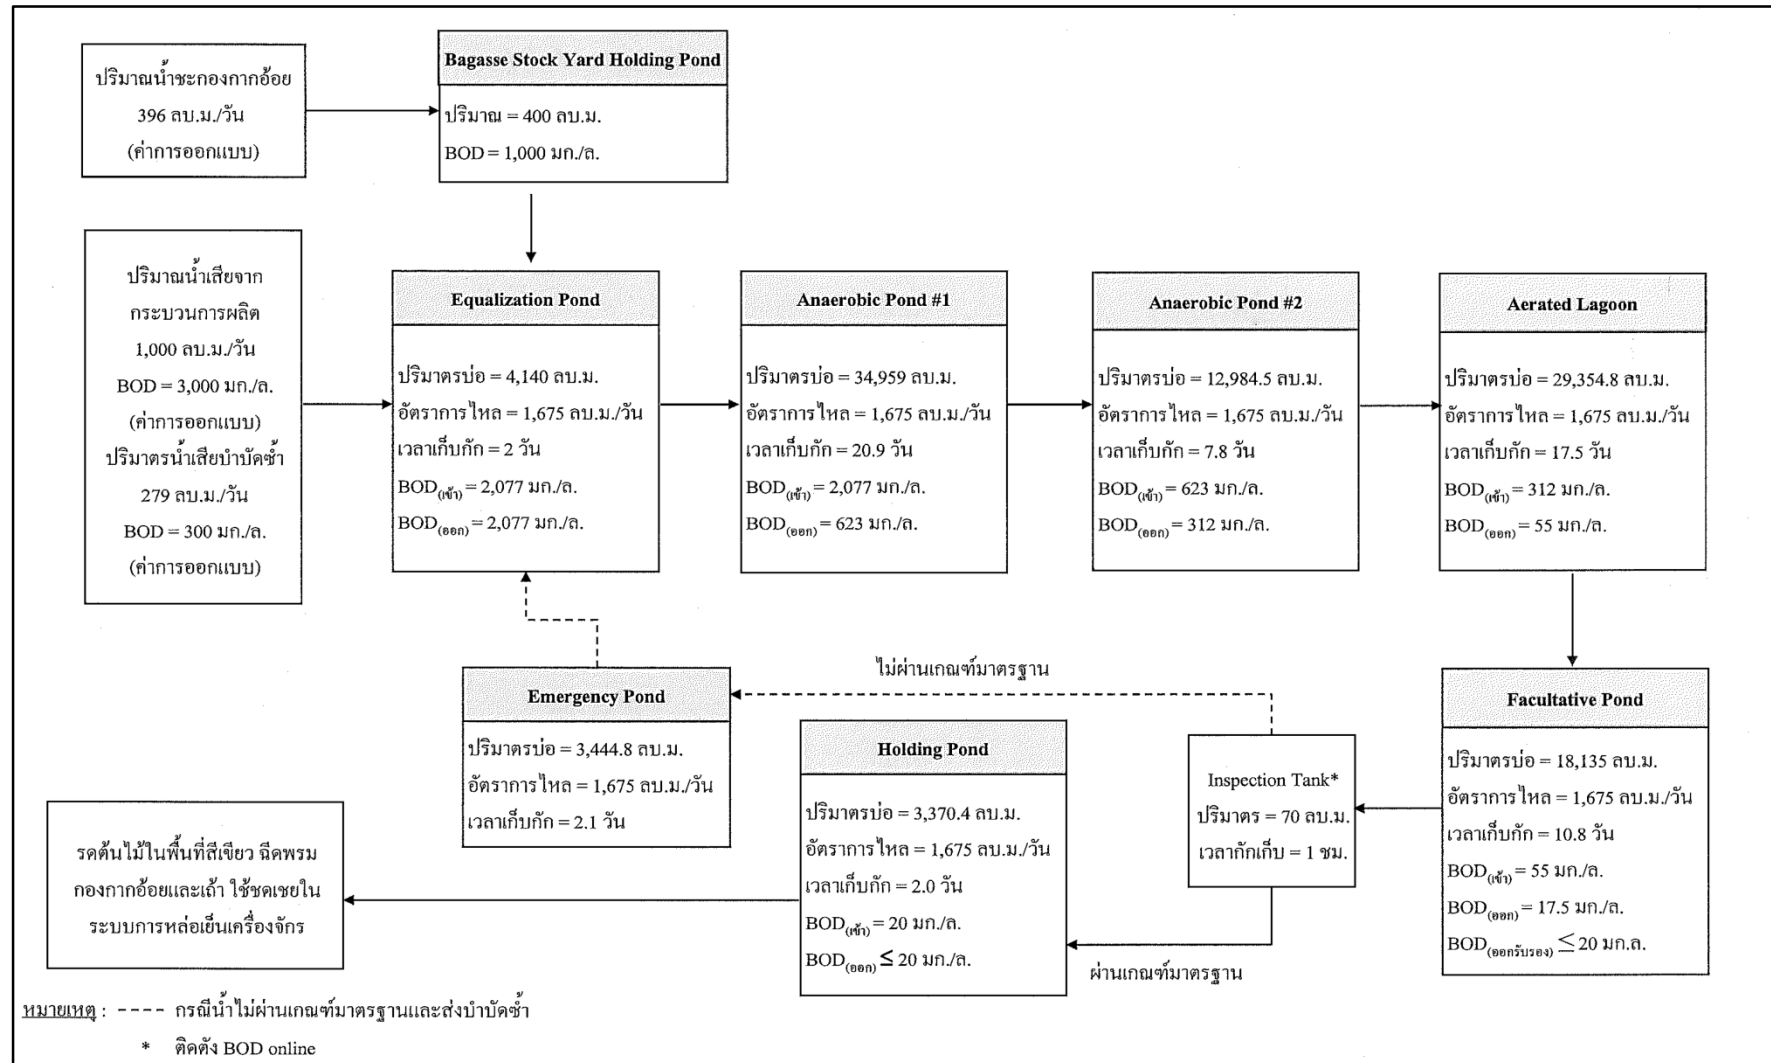 ปริมาณน้ำชะกองกากอ้อย
396 ลบ.ม./วัน
(ค่าการออกแบบ)
Bagasse Stock Yard Holding Pond
ปริมาณ = 400 ลบ.ม.
BOD = 1,000 มก./ล.
ปริมาณน้ำเสียจาก
กระบวนการผลิต
1,000 ลบ.ม./วัน
BOD = 3,000 มก./ล.
(ค่าการออกแบบ)
ปริมาตรน้ำเสียบำบัดซ้ำ
279 ลบ.ม./วัน
BOD = 300 มก./ล.
(ค่าการออกแบบ)
Equalization Pond
ปริมาตรบ่อ = 4,140 ลบ.ม.
อัตราการไหล = 1,675 ลบ.ม./วัน
เวลาเก็บกัก = 2 วัน
BOD(เข้า) = 2,077 มก./ล.
BOD(ออก) = 2,077 มก./ล.
Anaerobic Pond #1
ปริมาตรบ่อ = 34,959 ลบ.ม.
อัตราการไหล = 1,675 ลบ.ม./วัน
เวลาเก็บกัก = 20.9 วัน
BOD(เข้า) = 2,077 มก./ล.
BOD(ออก) = 623 มก./ล.
Anaerobic Pond #2
ปริมาตรบ่อ = 12,984.5 ลบ.ม.
อัตราการไหล = 1,675 ลบ.ม./วัน
เวลาเก็บกัก = 7.8 วัน
BOD(เข้า) = 623 มก./ล.
BOD(ออก) = 312 มก./ล.
Aerated Lagoon
ปริมาตรบ่อ = 29,354.8 ลบ.ม.
อัตราการไหล = 1,675 ลบ.ม./วัน
เวลาเก็บกัก = 17.5 วัน
BOD(เข้า) = 312 มก./ล.
BOD(ออก) = 55 มก./ล.
Facultative Pond
ปริมาตรบ่อ = 18,135 ลบ.ม.
อัตราการไหล = 1,675 ลบ.ม./วัน
เวลาเก็บกัก = 10.8 วัน
BOD(เข้า) = 55 มก./ล.
BOD(ออก) = 17.5 มก./ล.
BOD(ออกรับรอง) ≤ 20 มก.ล.
Inspection Tank*
ปริมาตร = 70 ลบ.ม.
เวลากักเก็บ = 1 ชม.
ไม่ผ่านเกณฑ์มาตรฐาน
ผ่านเกณฑ์มาตรฐาน
Emergency Pond
ปริมาตรบ่อ = 3,444.8 ลบ.ม.
อัตราการไหล = 1,675 ลบ.ม./วัน
เวลาเก็บกัก = 2.1 วัน
Holding Pond
ปริมาตรบ่อ = 3,370.4 ลบ.ม.
อัตราการไหล = 1,675 ลบ.ม./วัน
เวลาเก็บกัก = 2.0 วัน
BOD(เข้า) = 20 มก./ล.
BOD(ออก) ≤ 20 มก./ล.
รดต้นไม้ในพื้นที่สีเขียว ฉีดพรม
กองกากอ้อยและเถ้า ใช้ชดเชยใน
ระบบการหล่อเย็นเครื่องจักร
หมายเหตุ : ---- กรณีน้ำไม่ผ่านเกณฑ์มาตรฐานและส่งบำบัดซ้ำ
* ติดตั้ง BOD online